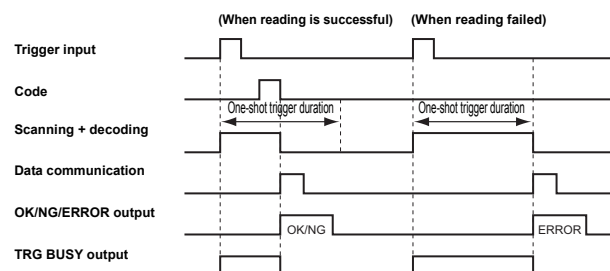 (When reading is successful) (When reading failed)
Trigger input
Code
One-shot trigger duration One-shot trigger duration
Scanning + decoding
Data communication
OK/NG/ERROR output
OK/NG ERROR
TRG BUSY output